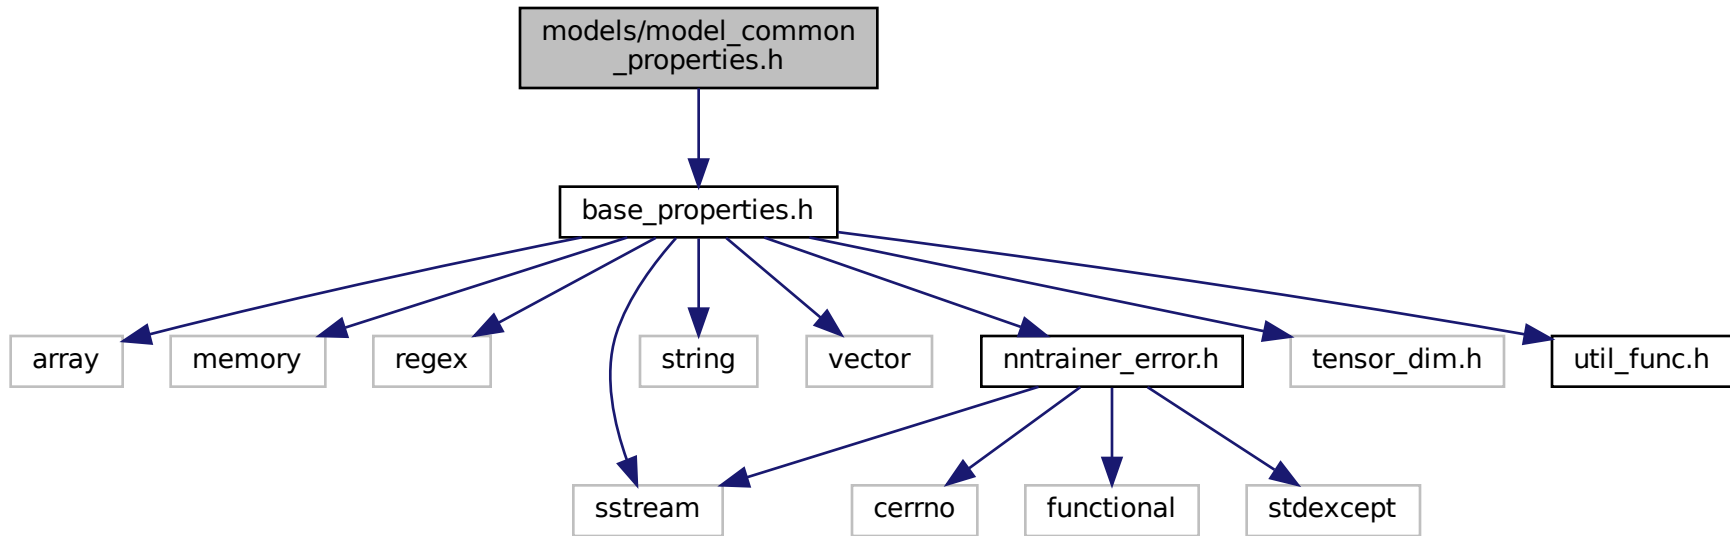 models/model_common
_properties.h
base_properties.h
array
memory
regex
string
vector
nntrainer_error.h
tensor_dim.h
util_func.h
sstream
cerrno
functional
stdexcept